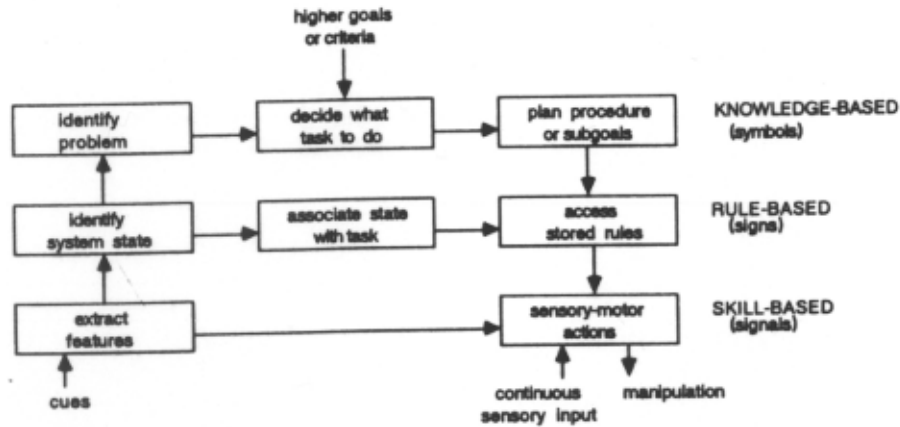 higher goals
or criteria
identify
problem
decide what
task to do
plan procedure
or subgoals
KNOWLEDGE-BASED
(symbols)
identify
system state
associate state
with task
access
stored rules
RULE-BASED
(signs)
extract
features
sensory-motor
actions
SKILL-BASED
(signals)
cues
continuous
sensory input
manipulation